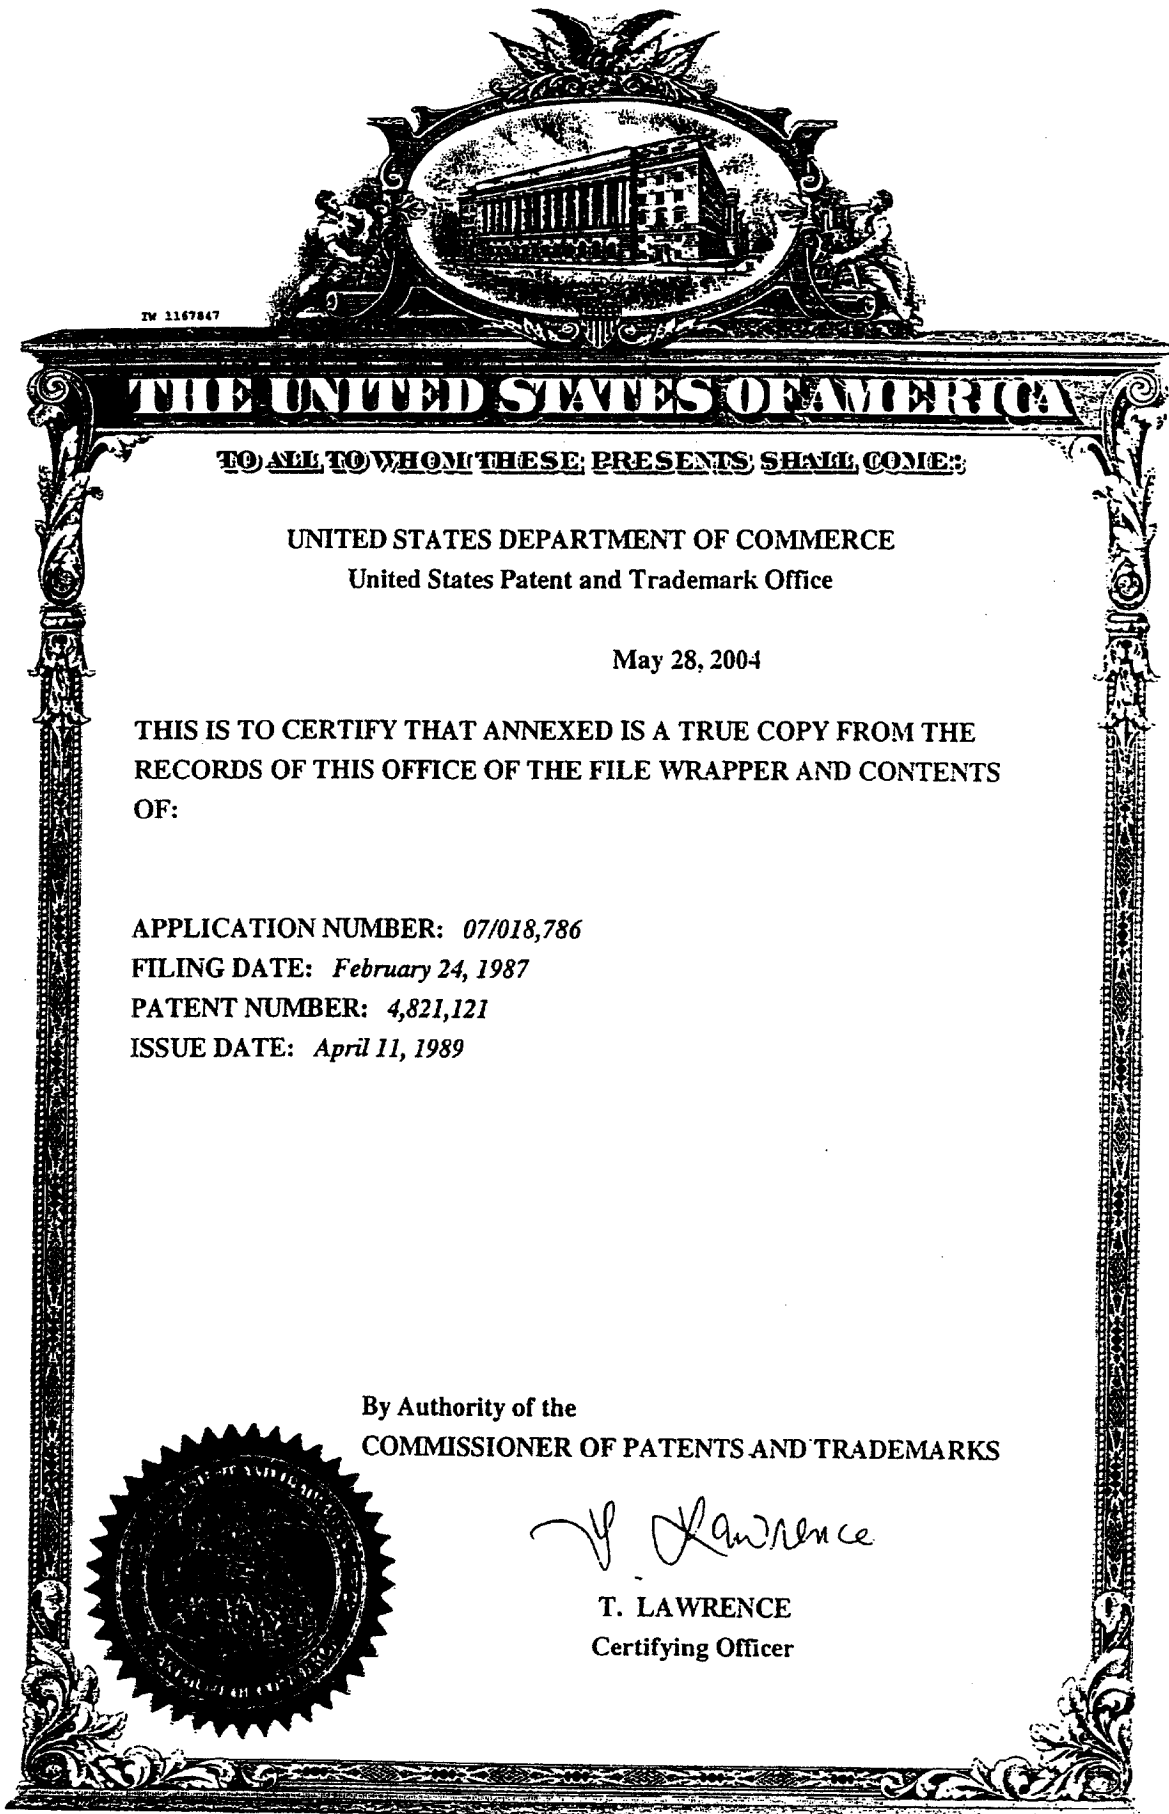 TW 1167847
THE UNITED STATES OF AMERICA
TO ALL TO WHOM THESE PRESENTS SHALL COME:
UNITED STATES DEPARTMENT OF COMMERCE
United States Patent and Trademark Office
May 28, 2004
THIS IS TO CERTIFY THAT ANNEXED IS A TRUE COPY FROM THE
RECORDS OF THIS OFFICE OF THE FILE WRAPPER AND CONTENTS
OF:
APPLICATION NUMBER: 07/018,786
FILING DATE: February 24, 1987
PATENT NUMBER: 4,821,121
ISSUE DATE: April 11, 1989
By Authority of the
COMMISSIONER OF PATENTS AND TRADEMARKS
T Lawrence
T. LAWRENCE
Certifying Officer